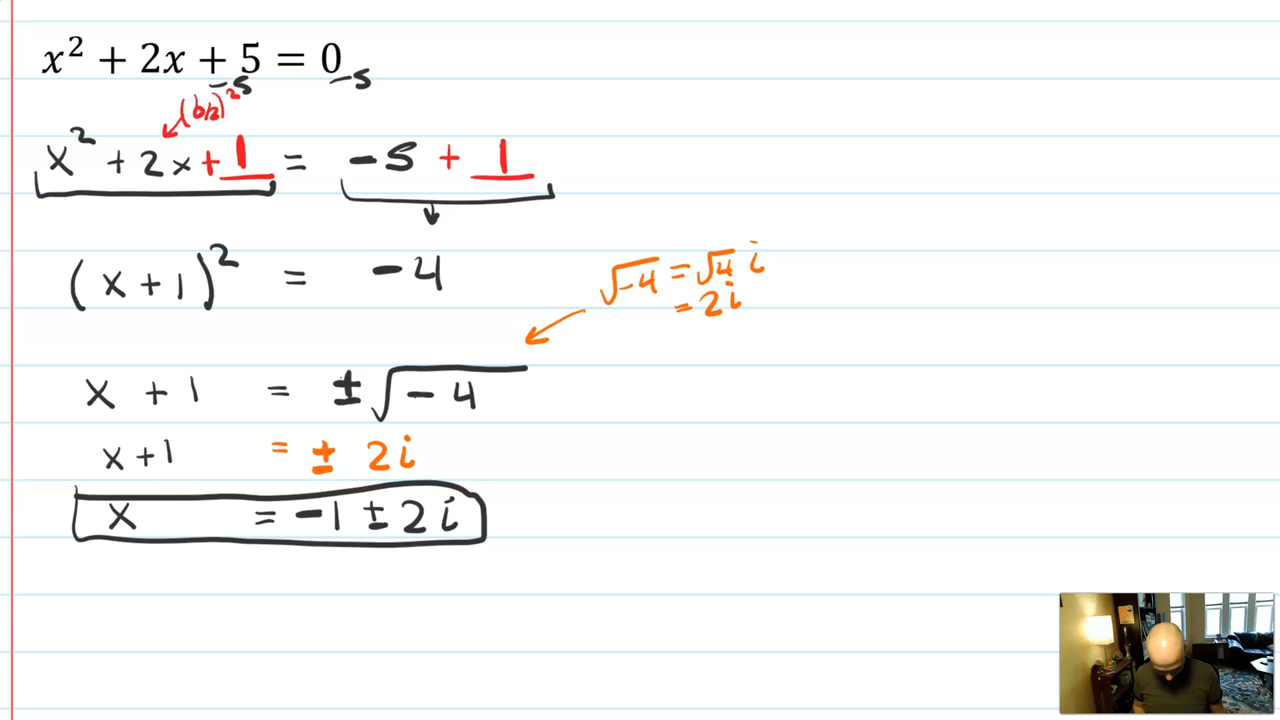 x² + 2x + 5 = 0
-5 -5
(b/2)²
x² + 2x + 1 = -5 + 1
(x + 1)² = -4
√-4 = √4 i
= 2i
x + 1 = ± √-4
x + 1 = ± 2i
x = -1 ± 2i